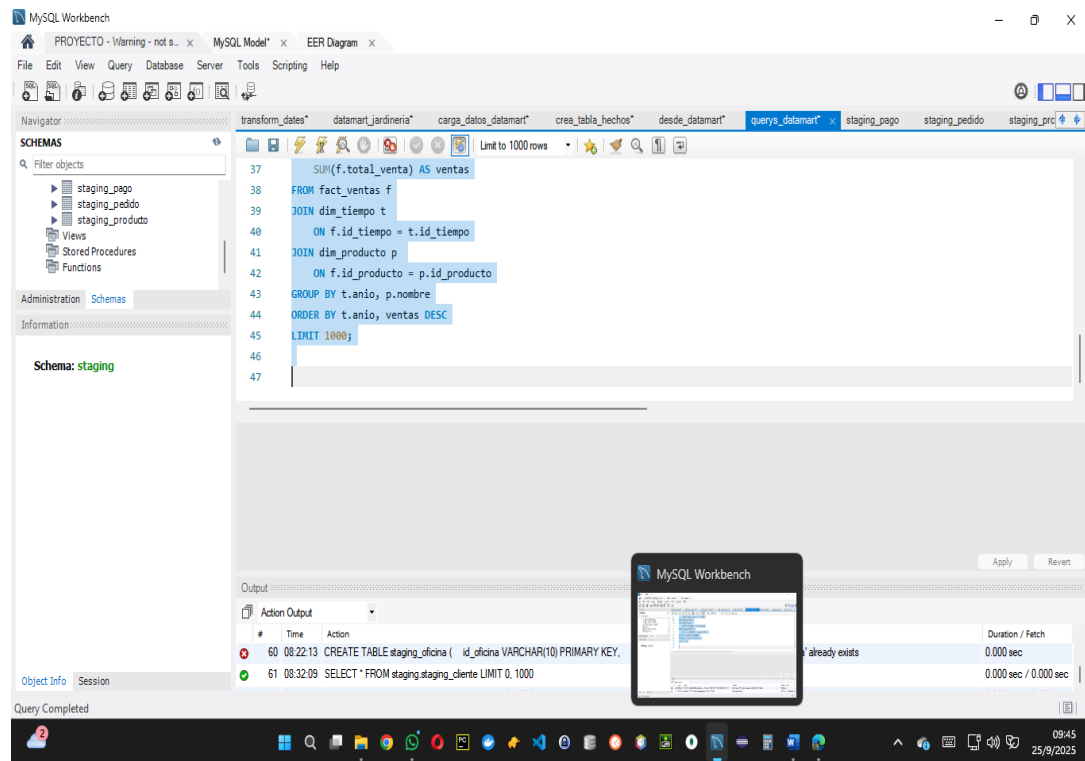 MySQL Workbench
PROYECTO - Warning - not s... x MySQL Model* x EER Diagram x
File Edit View Query Database Server Tools Scripting Help
Navigator
transform_dates* datamart_jardineria* carga_datos_datamart* crea_tabla_hechos* desde_datamart* querys_datamart* x staging_pago staging_pedido staging_pro
SCHEMAS
Limit to 1000 rows
Filter objects
staging_pago
staging_pedido
staging_producto
Views
Stored Procedures
Functions
Administration Schemas
Information
Schema: staging
37 SUM(f.total_venta) AS ventas
38 FROM fact_ventas f
39 JOIN dim_tiempo t
40 ON f.id_tiempo = t.id_tiempo
41 JOIN dim_producto p
42 ON f.id_producto = p.id_producto
43 GROUP BY t.anio, p.nombre
44 ORDER BY t.anio, ventas DESC
45 LIMIT 1000;
46
47
Apply Revert
Output
Action Output
# Time Action Duration / Fetch
60 08:22:13 CREATE TABLE staging_oficina ( id_oficina VARCHAR(10) PRIMARY KEY, a' already exists 0.000 sec
61 08:32:09 SELECT * FROM staging.staging_cliente LIMIT 0, 1000 0.000 sec / 0.000 sec
MySQL Workbench
Object Info Session
Query Completed
2
PC
09:45
25/9/2025